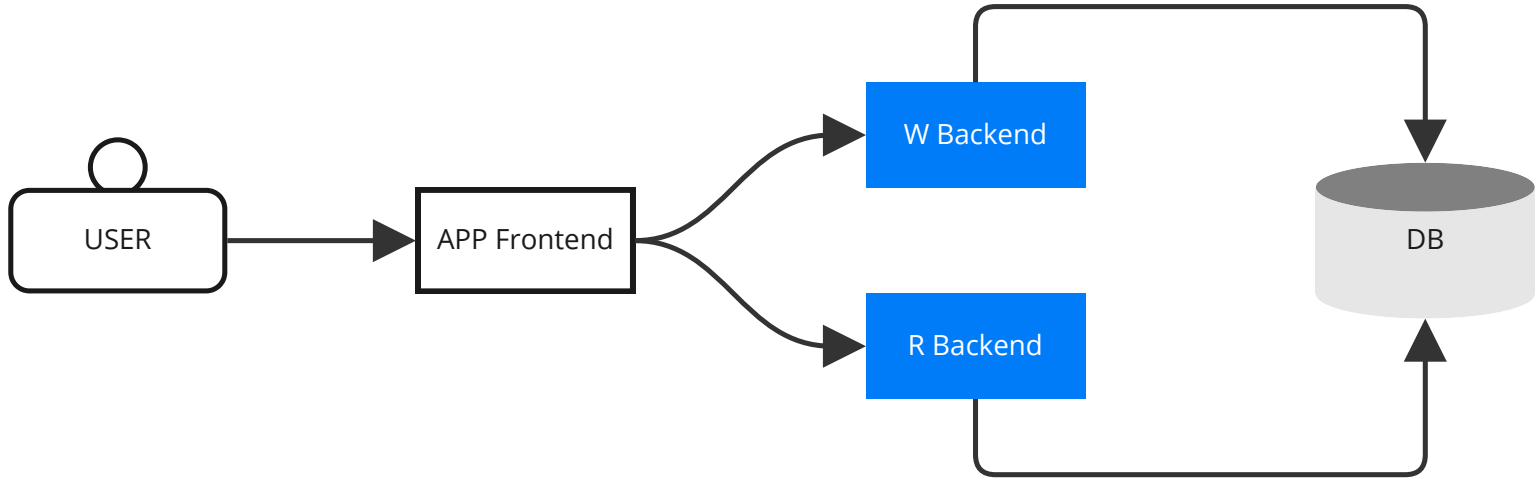 USER
APP Frontend
W Backend
R Backend
DB